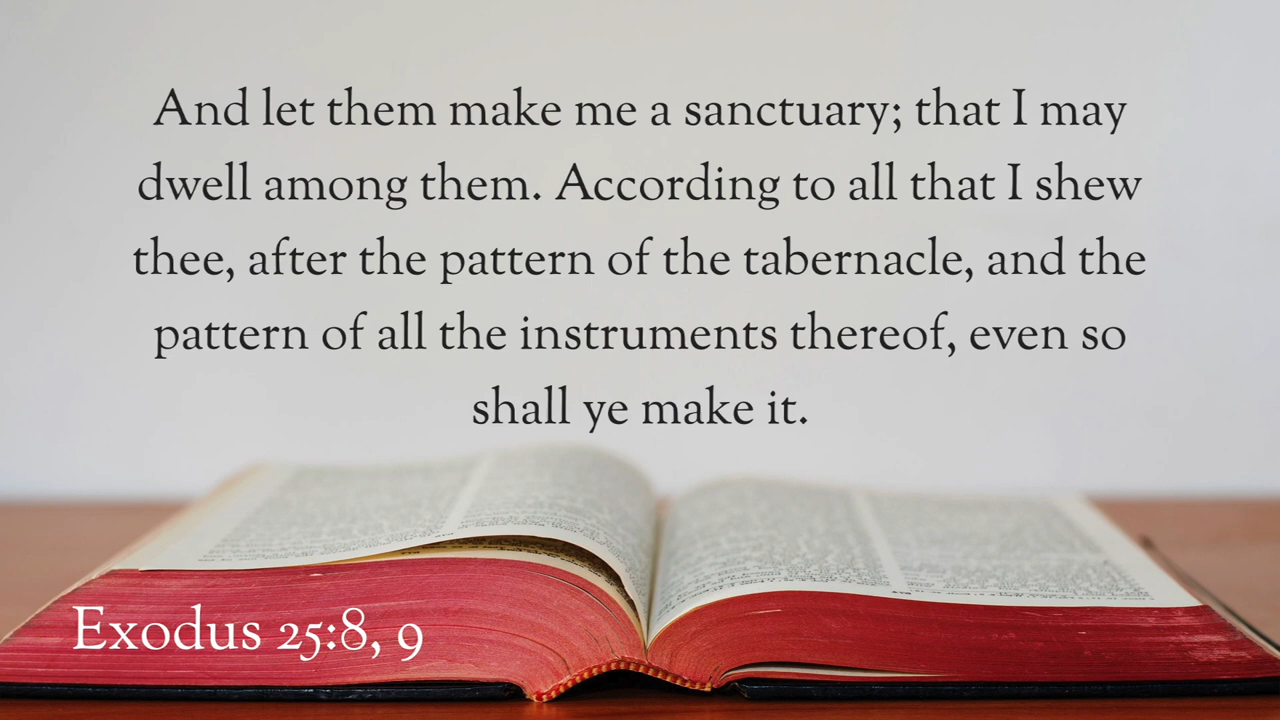 And let them make me a sanctuary; that I may
dwell among them. According to all that I shew
thee, after the pattern of the tabernacle, and the
pattern of all the instruments thereof, even so
shall ye make it.
Exodus 25:8, 9